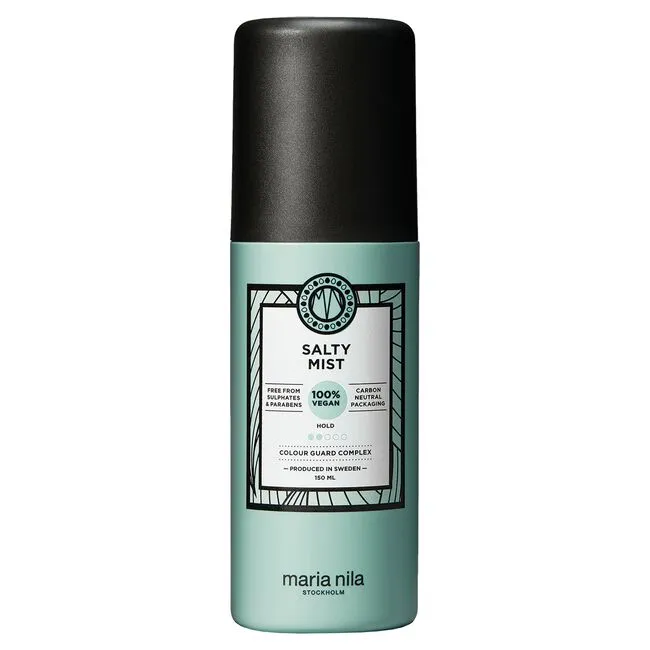 MN
SALTY
MIST
FREE FROM
SULPHATES
& PARABENS
100%
VEGAN
CARBON
NEUTRAL
PACKAGING
HOLD
COLOUR GUARD COMPLEX
— PRODUCED IN SWEDEN —
150 ML
maria nila
STOCKHOLM